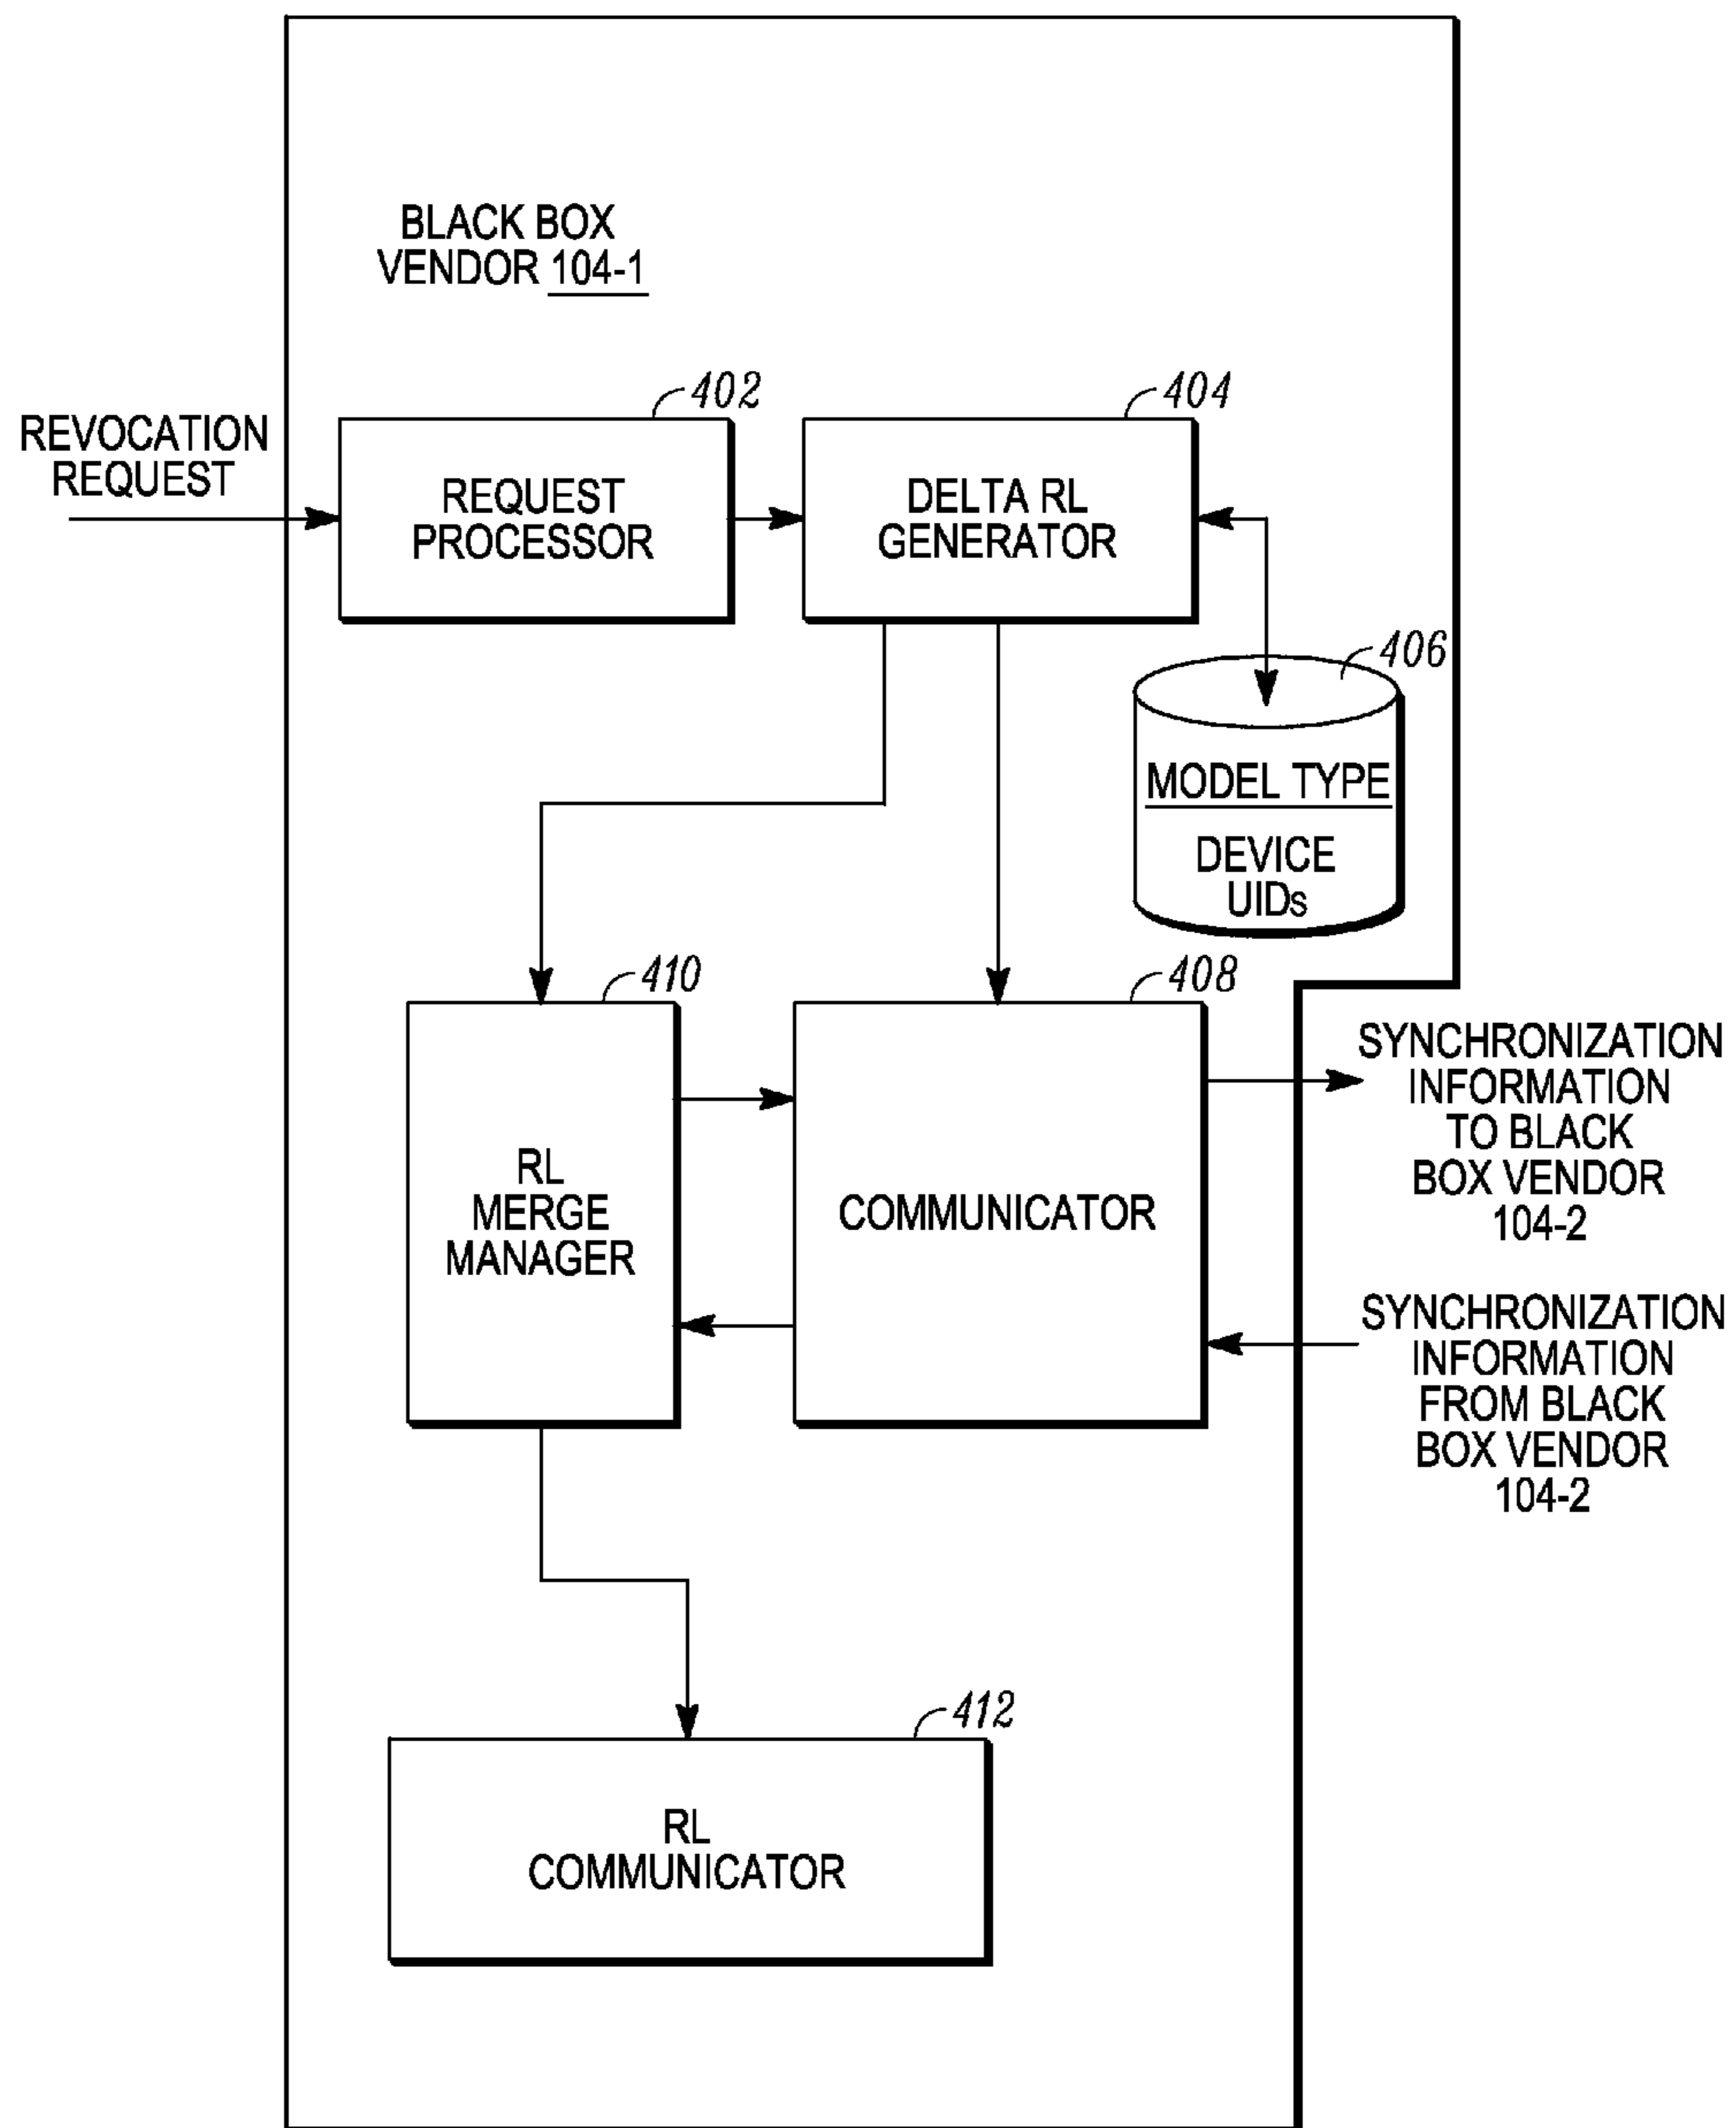 BLACK BOX
VENDOR 104-1
REVOCATION
REQUEST
402
REQUEST
PROCESSOR
404
DELTA RL
GENERATOR
406
MODEL TYPE
DEVICE
UIDs
410
RL
MERGE
MANAGER
408
COMMUNICATOR
SYNCHRONIZATION
INFORMATION
TO BLACK
BOX VENDOR
104-2
SYNCHRONIZATION
INFORMATION
FROM BLACK
BOX VENDOR
104-2
412
RL
COMMUNICATOR